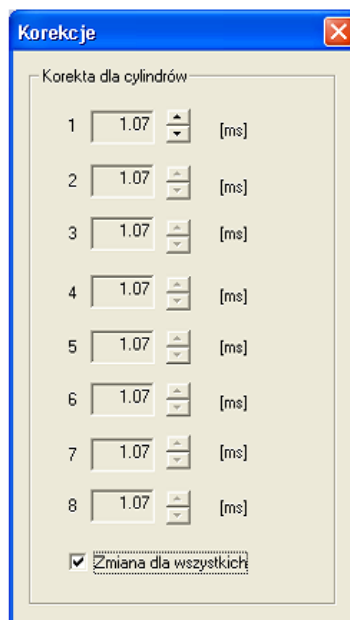 Korekcje
Korekta dla cylindrów
1 1.07 [ms]
2 1.07 [ms]
3 1.07 [ms]
4 1.07 [ms]
5 1.07 [ms]
6 1.07 [ms]
7 1.07 [ms]
8 1.07 [ms]
Zmiana dla wszystkich